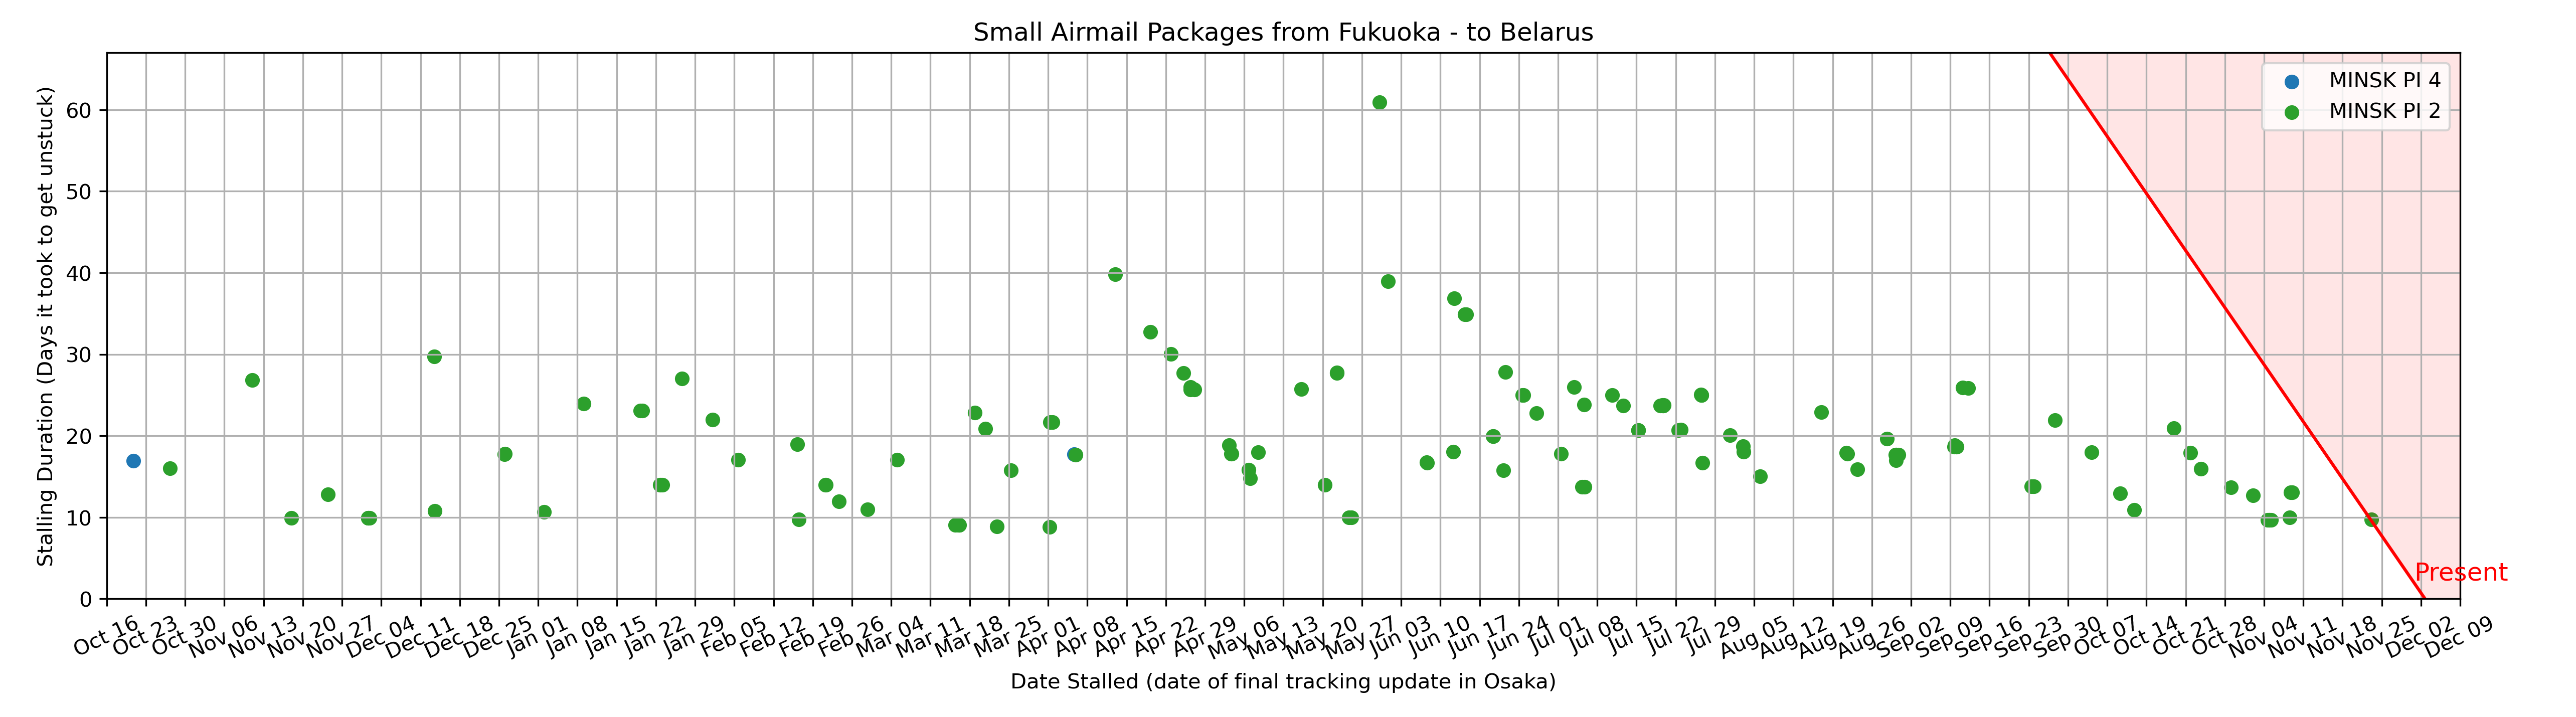 Small Airmail Packages from Fukuoka - to Belarus
MINSK PI 4
MINSK PI 2
Stalling Duration (Days it took to get unstuck)
60
50
40
30
20
10
0
Present
Oct 16
Oct 23
Oct 30
Nov 06
Nov 13
Nov 20
Nov 27
Dec 04
Dec 11
Dec 18
Dec 25
Jan 01
Jan 08
Jan 15
Jan 22
Jan 29
Feb 05
Feb 12
Feb 19
Feb 26
Mar 04
Mar 11
Mar 18
Mar 25
Apr 01
Apr 08
Apr 15
Apr 22
Apr 29
May 06
May 13
May 20
May 27
Jun 03
Jun 10
Jun 17
Jun 24
Jul 01
Jul 08
Jul 15
Jul 22
Jul 29
Aug 05
Aug 12
Aug 19
Aug 26
Sep 02
Sep 09
Sep 16
Sep 23
Sep 30
Oct 07
Oct 14
Oct 21
Oct 28
Nov 04
Nov 11
Nov 18
Nov 25
Dec 02
Dec 09
Date Stalled (date of final tracking update in Osaka)